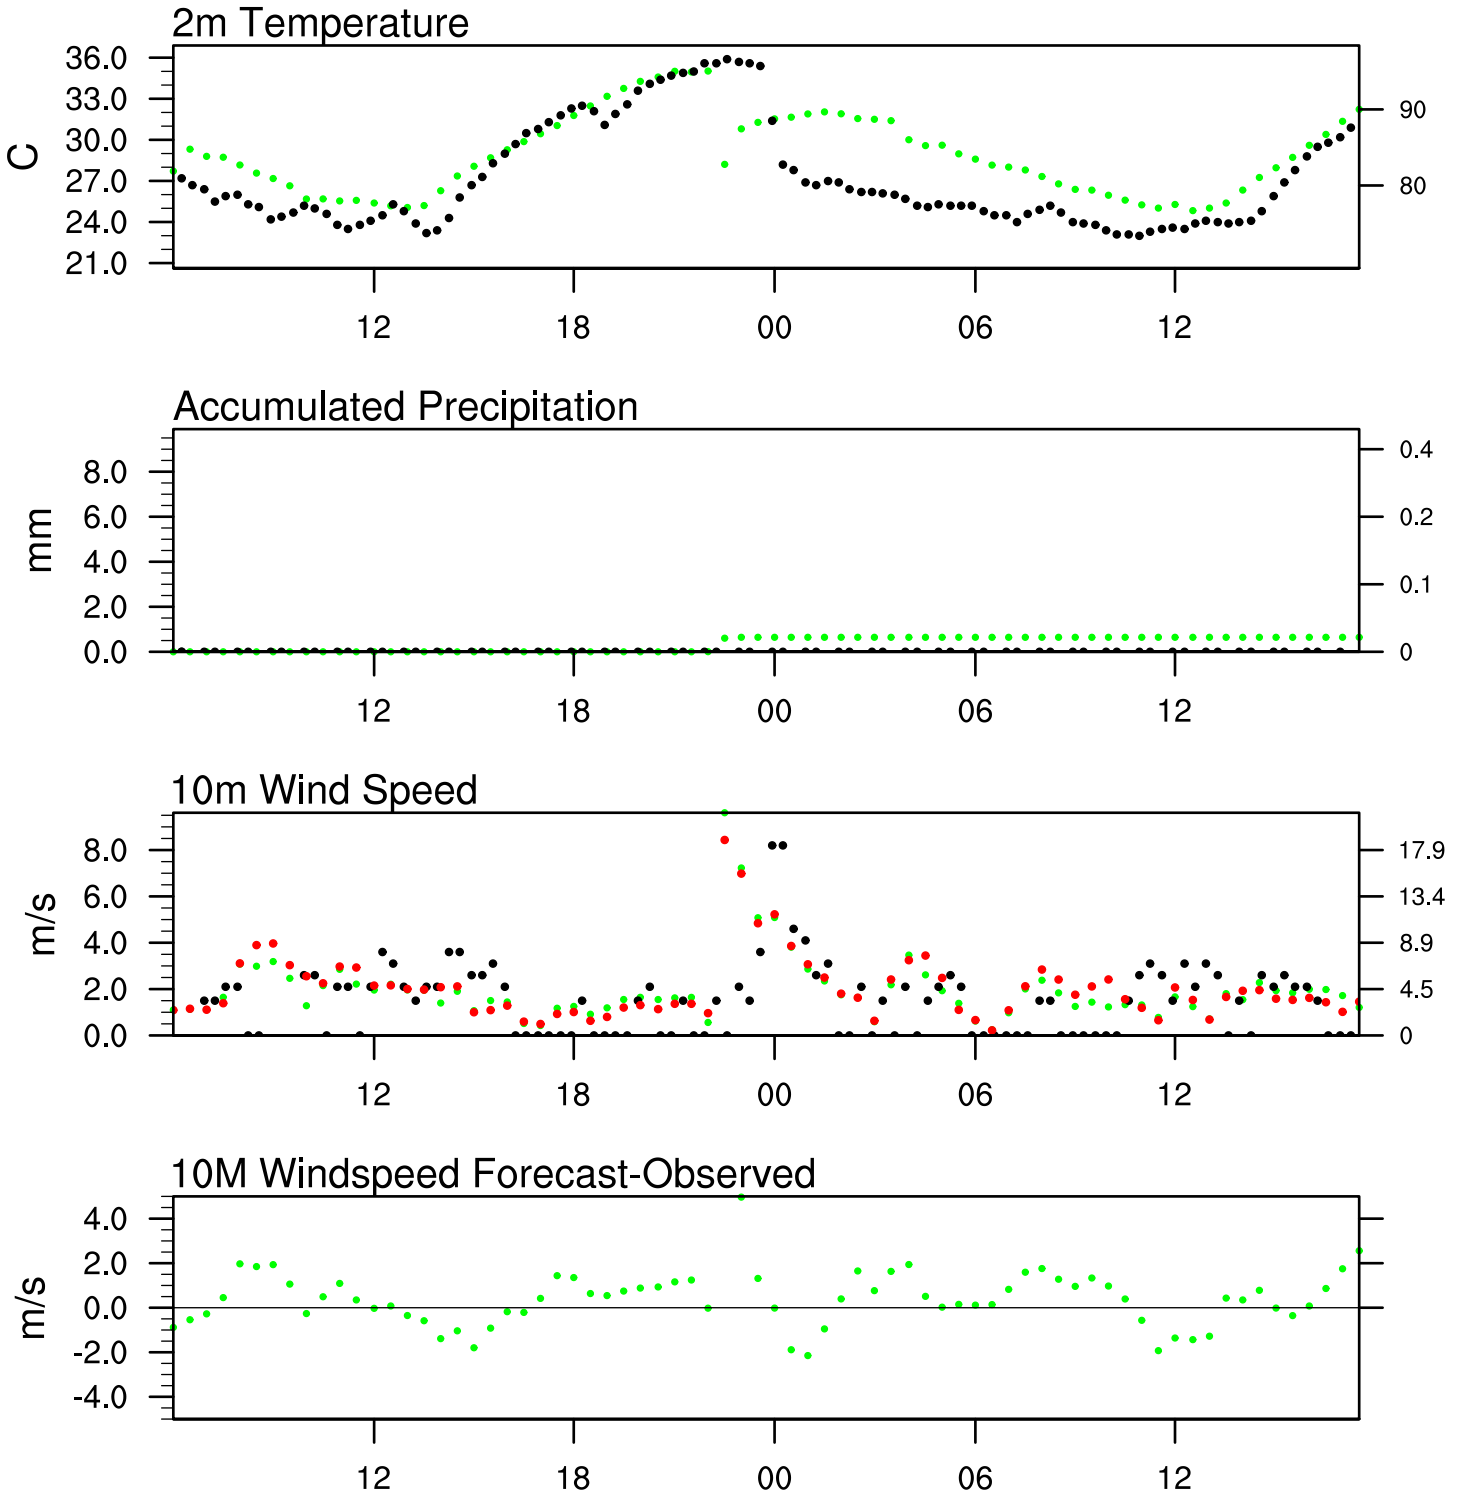 2m Temperature
36.0
33.0
30.0
27.0
24.0
21.0
C
90
80
12 18 00 06 12
Accumulated Precipitation
8.0
6.0
4.0
2.0
0.0
mm
0.4
0.2
0.1
0
12 18 00 06 12
10m Wind Speed
8.0
6.0
4.0
2.0
0.0
m/s
17.9
13.4
8.9
4.5
0
12 18 00 06 12
10M Windspeed Forecast-Observed
4.0
2.0
0.0
-2.0
-4.0
m/s
12 18 00 06 12